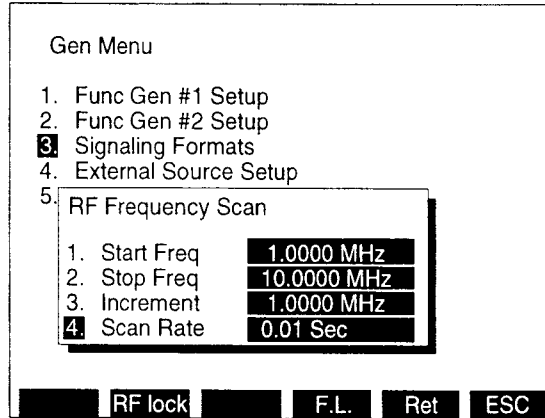 Gen Menu
1. Func Gen #1 Setup
2. Func Gen #2 Setup
3. Signaling Formats
4. External Source Setup
5.
RF Frequency Scan
1. Start Freq 1.0000 MHz
2. Stop Freq 10.0000 MHz
3. Increment 1.0000 MHz
4. Scan Rate 0.01 Sec
RF lock F.L. Ret ESC